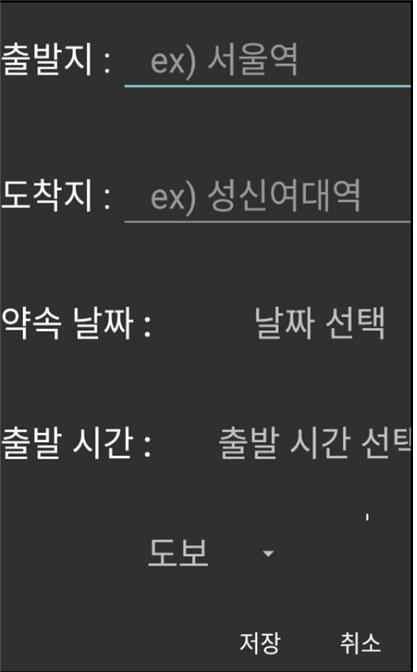 출발지 : ex) 서울역
도착지 : ex) 성신여대역
약속 날짜 : 날짜 선택
출발 시간 : 출발 시간 선택
도보
저장 취소